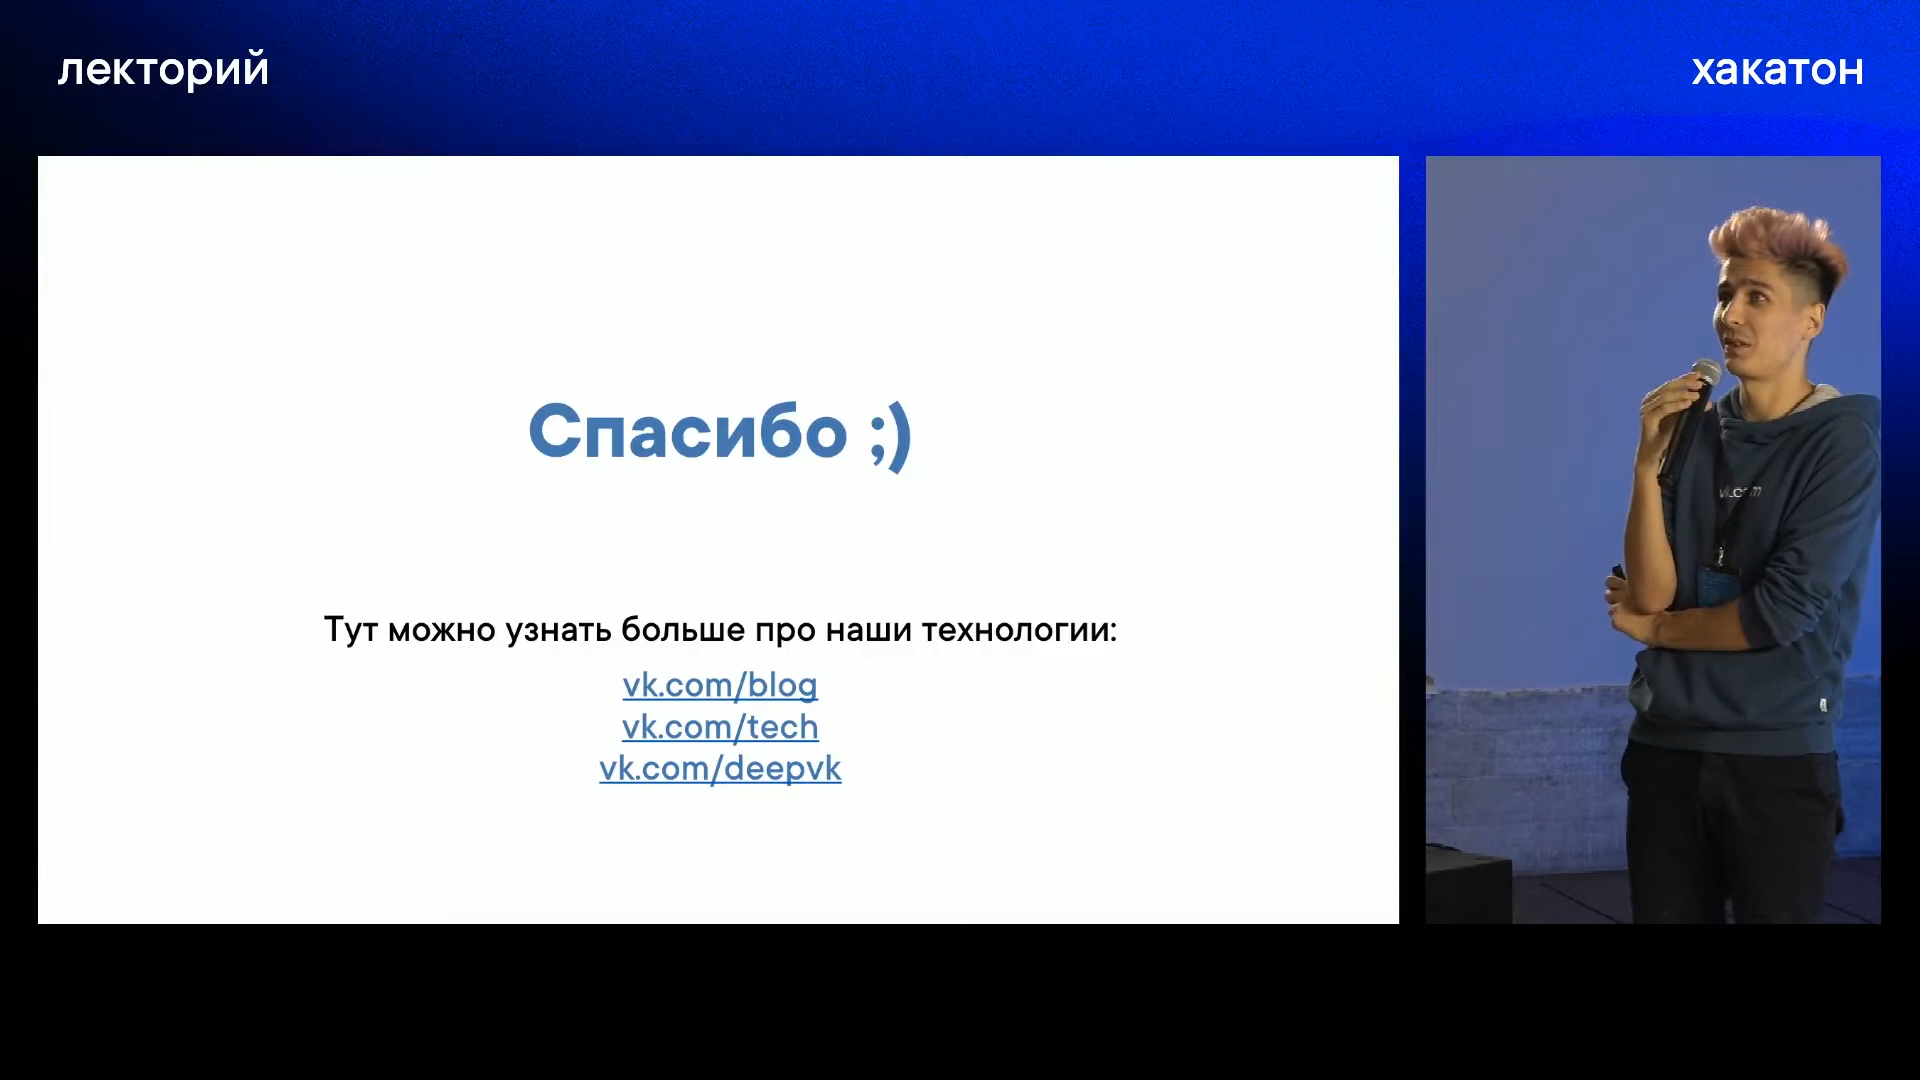 лекторий
хакатон
Спасибо ;)
Тут можно узнать больше про наши технологии:
vk.com/blog
vk.com/tech
vk.com/deepvk